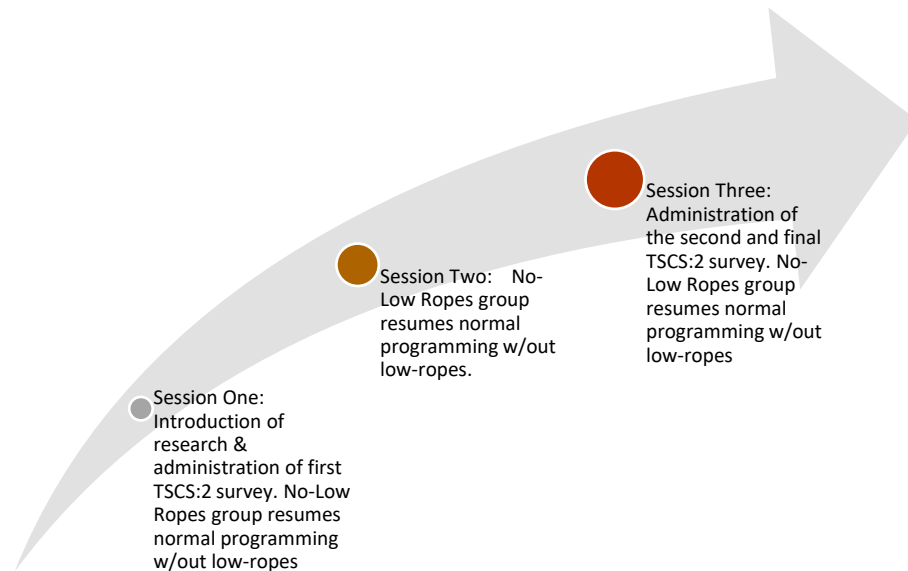 Session One:
Introduction of
research &
administration of first
TSCS:2 survey. No-Low
Ropes group resumes
normal programming
w/out low-ropes
Session Two: No-
Low Ropes group
resumes normal
programming w/out
low-ropes.
Session Three:
Administration of
the second and final
TSCS:2 survey. No-
Low Ropes group
resumes normal
programming w/out
low-ropes